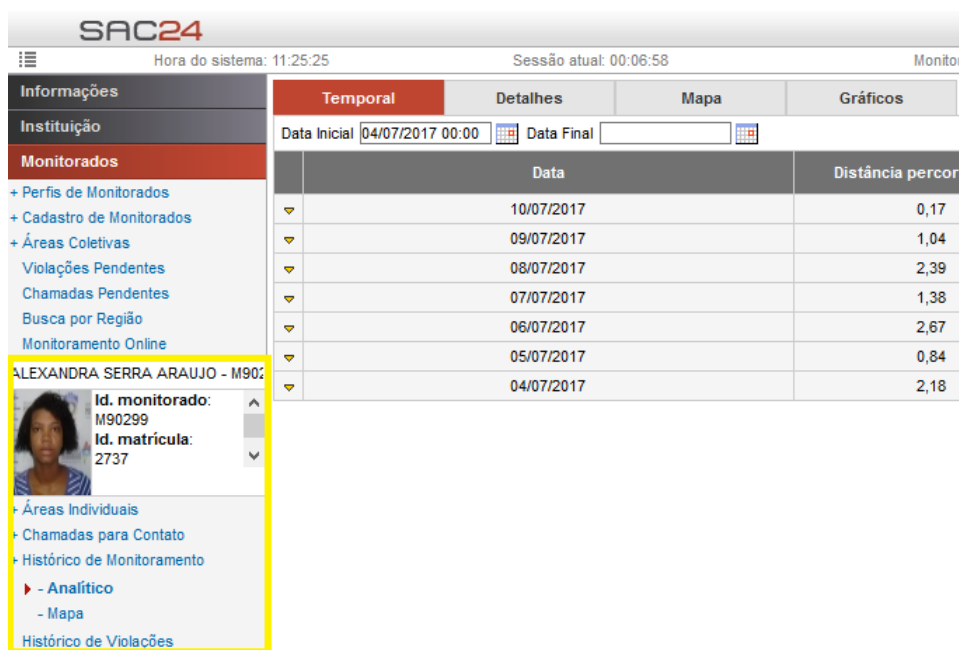 SAC24
Hora do sistema: 11:25:25 Sessão atual: 00:06:58 Monito
Informações
Instituição
Monitorados
+ Perfis de Monitorados
+ Cadastro de Monitorados
+ Áreas Coletivas
Violações Pendentes
Chamadas Pendentes
Busca por Região
Monitoramento Online
ALEXANDRA SERRA ARAUJO - M902
Id. monitorado:
M90299
Id. matrícula:
2737
+ Áreas Individuais
+ Chamadas para Contato
+ Histórico de Monitoramento
- Analítico
- Mapa
Histórico de Violações
Temporal Detalhes Mapa Gráficos
Data Inicial 04/07/2017 00:00 Data Final
Data Distância percor
10/07/2017 0,17
09/07/2017 1,04
08/07/2017 2,39
07/07/2017 1,38
06/07/2017 2,67
05/07/2017 0,84
04/07/2017 2,18